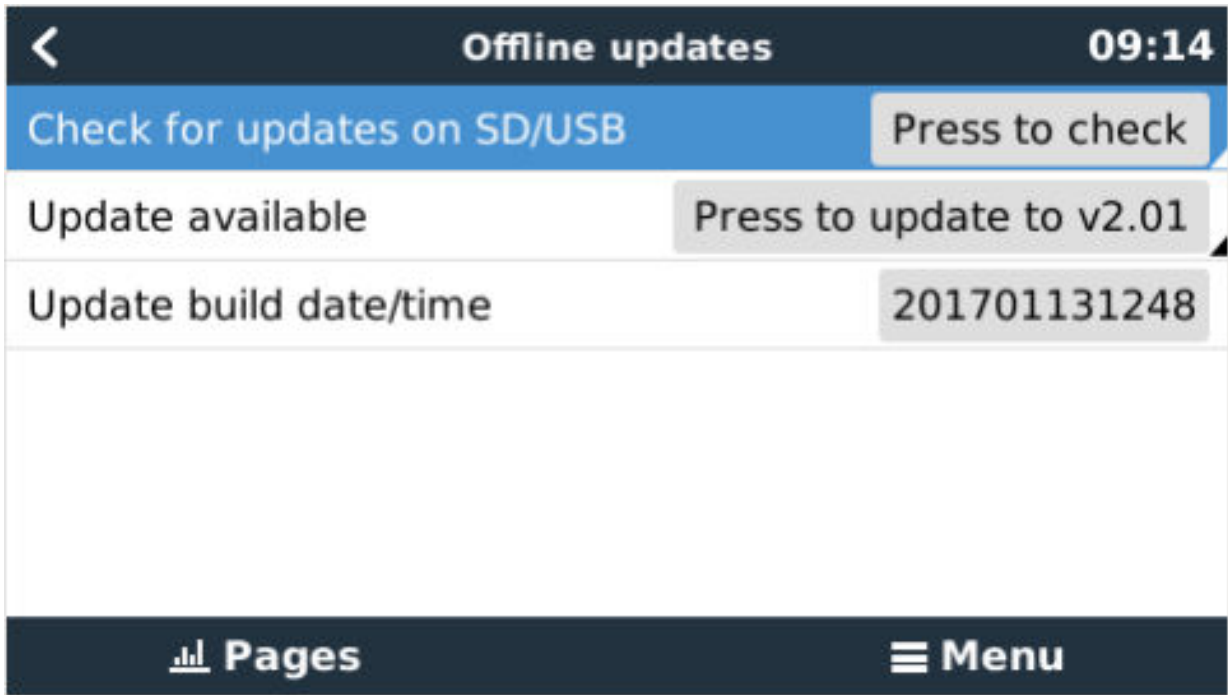 Offline updates 09:14
Check for updates on SD/USB Press to check
Update available Press to update to v2.01
Update build date/time 201701131248
Pages Menu